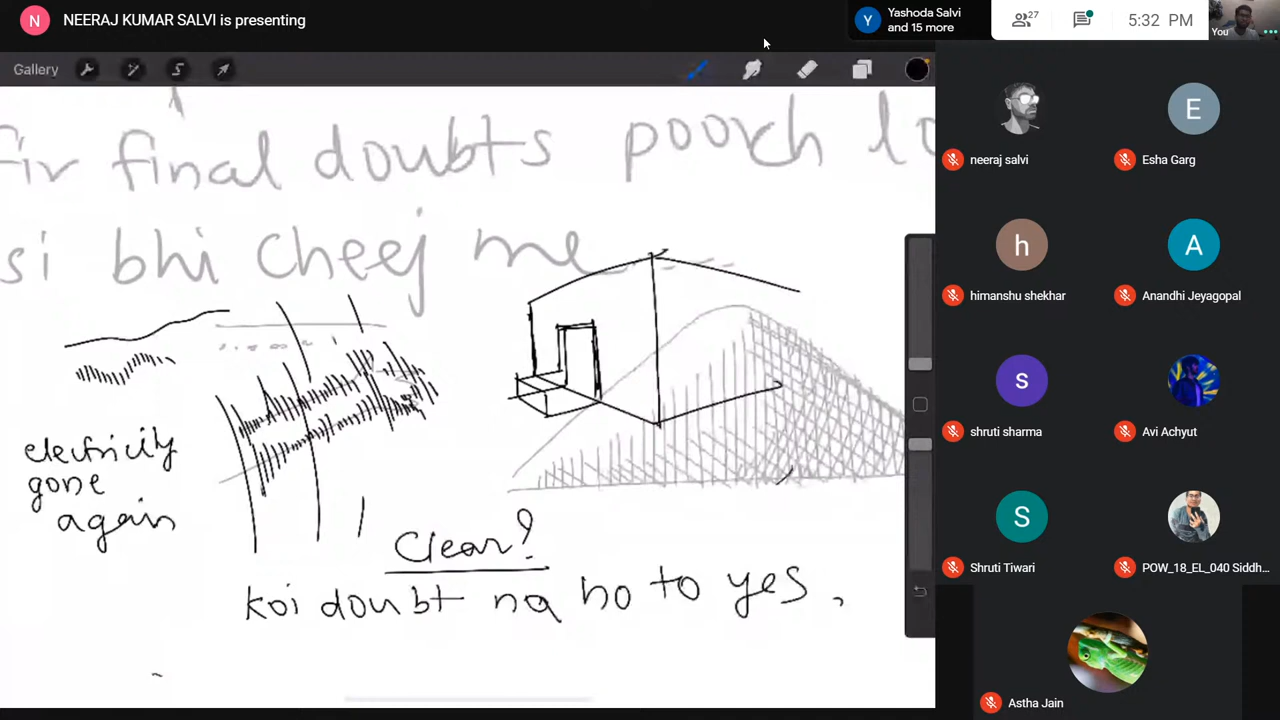 NEERAJ KUMAR SALVI is presenting
Yashoda Salvi
and 15 more
27
5:32 PM
You
Gallery
fir final doubts pooch lo
si bhi cheej me
electricity
gone
again
Clear?
koi doubt na ho to yes,
neeraj salvi
E
Esha Garg
h
himanshu shekhar
A
Anandhi Jeyagopal
s
shruti sharma
Avi Achyut
S
Shruti Tiwari
POW_18_EL_040 Siddh...
Astha Jain
N
Y